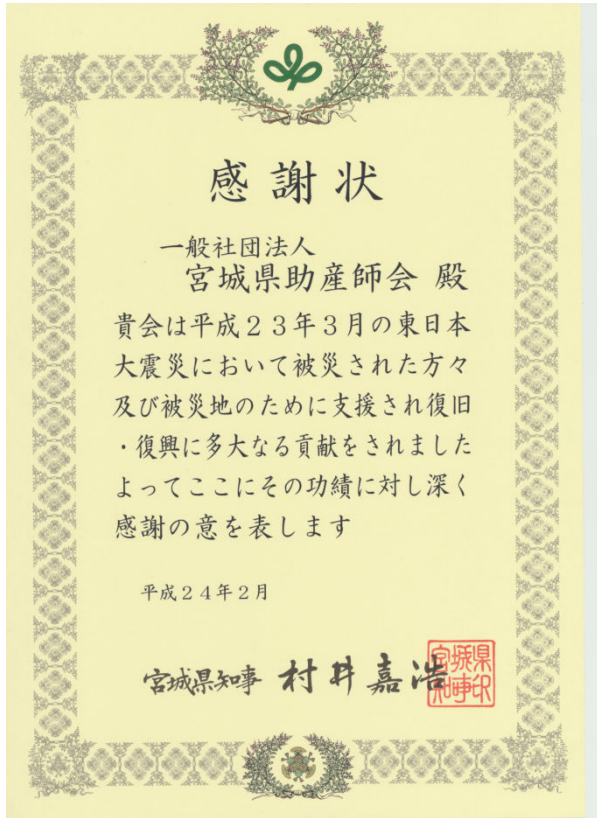 感謝状
一般社団法人
宮城県助産師会 殿
貴会は平成２３年３月の東日本
大震災において被災された方々
及び被災地のために支援され復旧
・復興に多大なる貢献をされました
よってここにその功績に対し深く
感謝の意を表します
平成２４年２月
宮城県知事 村井嘉浩